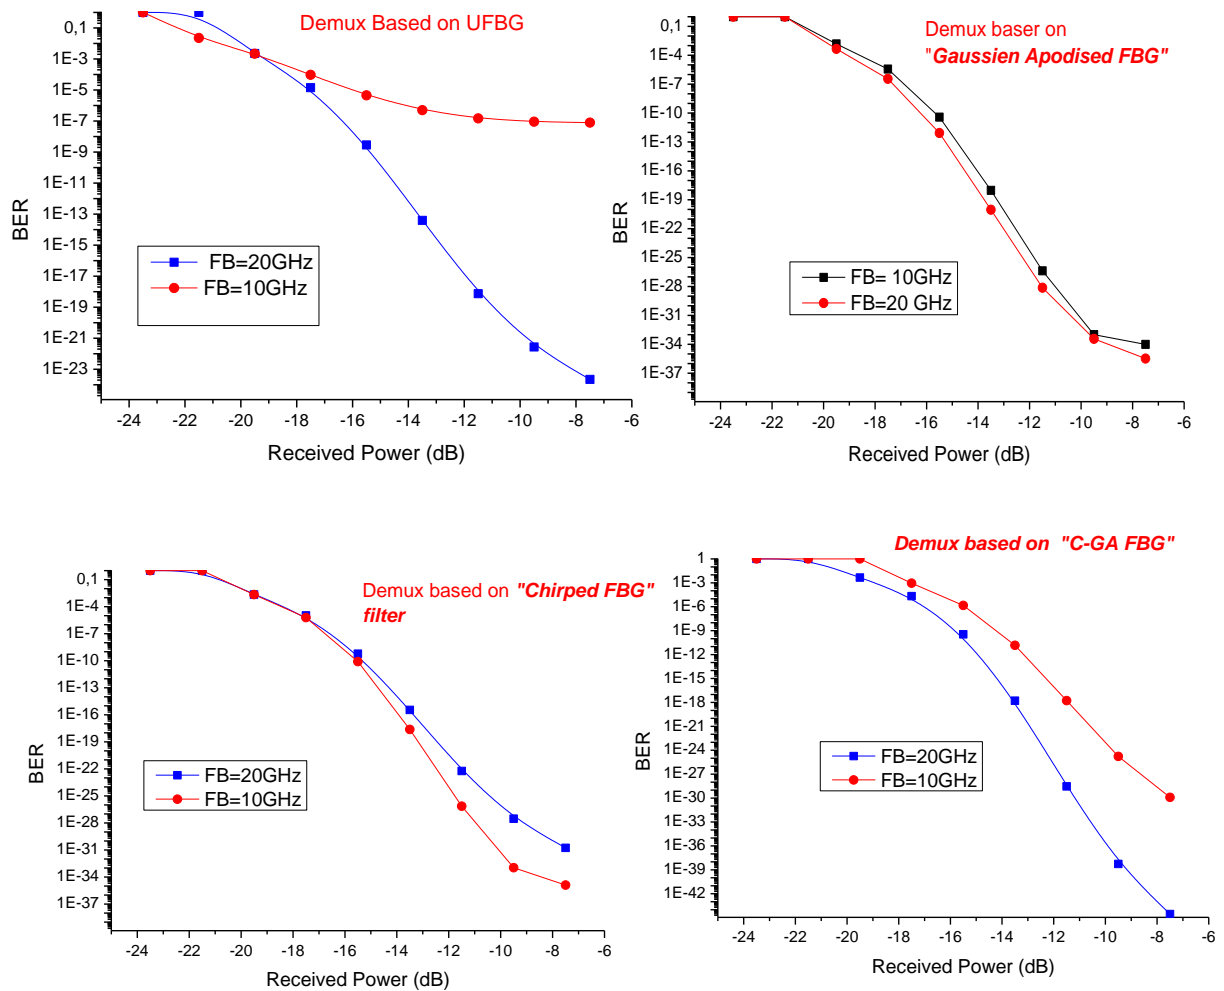 Demux Based on UFBG
0,1
1E-3
1E-5
1E-7
1E-9
1E-11
1E-13
1E-15
1E-17
1E-19
1E-21
1E-23
BER
FB=20GHz
FB=10GHz
-24 -22 -20 -18 -16 -14 -12 -10 -8 -6
Received Power (dB)
Demux baser on
"Gaussien Apodised FBG"
0,1
1E-4
1E-7
1E-10
1E-13
1E-16
1E-19
1E-22
1E-25
1E-28
1E-31
1E-34
1E-37
BER
FB= 10GHz
FB=20 GHz
-24 -22 -20 -18 -16 -14 -12 -10 -8 -6
Received Power (dB)
Demux based on "Chirped FBG"
filter
0,1
1E-4
1E-7
1E-10
1E-13
1E-16
1E-19
1E-22
1E-25
1E-28
1E-31
1E-34
1E-37
BER
FB=20GHz
FB=10GHz
-24 -22 -20 -18 -16 -14 -12 -10 -8 -6
Received Power (dB)
Demux based on "C-GA FBG"
1
1E-3
1E-6
1E-9
1E-12
1E-15
1E-18
1E-21
1E-24
1E-27
1E-30
1E-33
1E-36
1E-39
1E-42
BER
FB=20GHz
FB=10GHz
-24 -22 -20 -18 -16 -14 -12 -10 -8 -6
Received Power (dB)